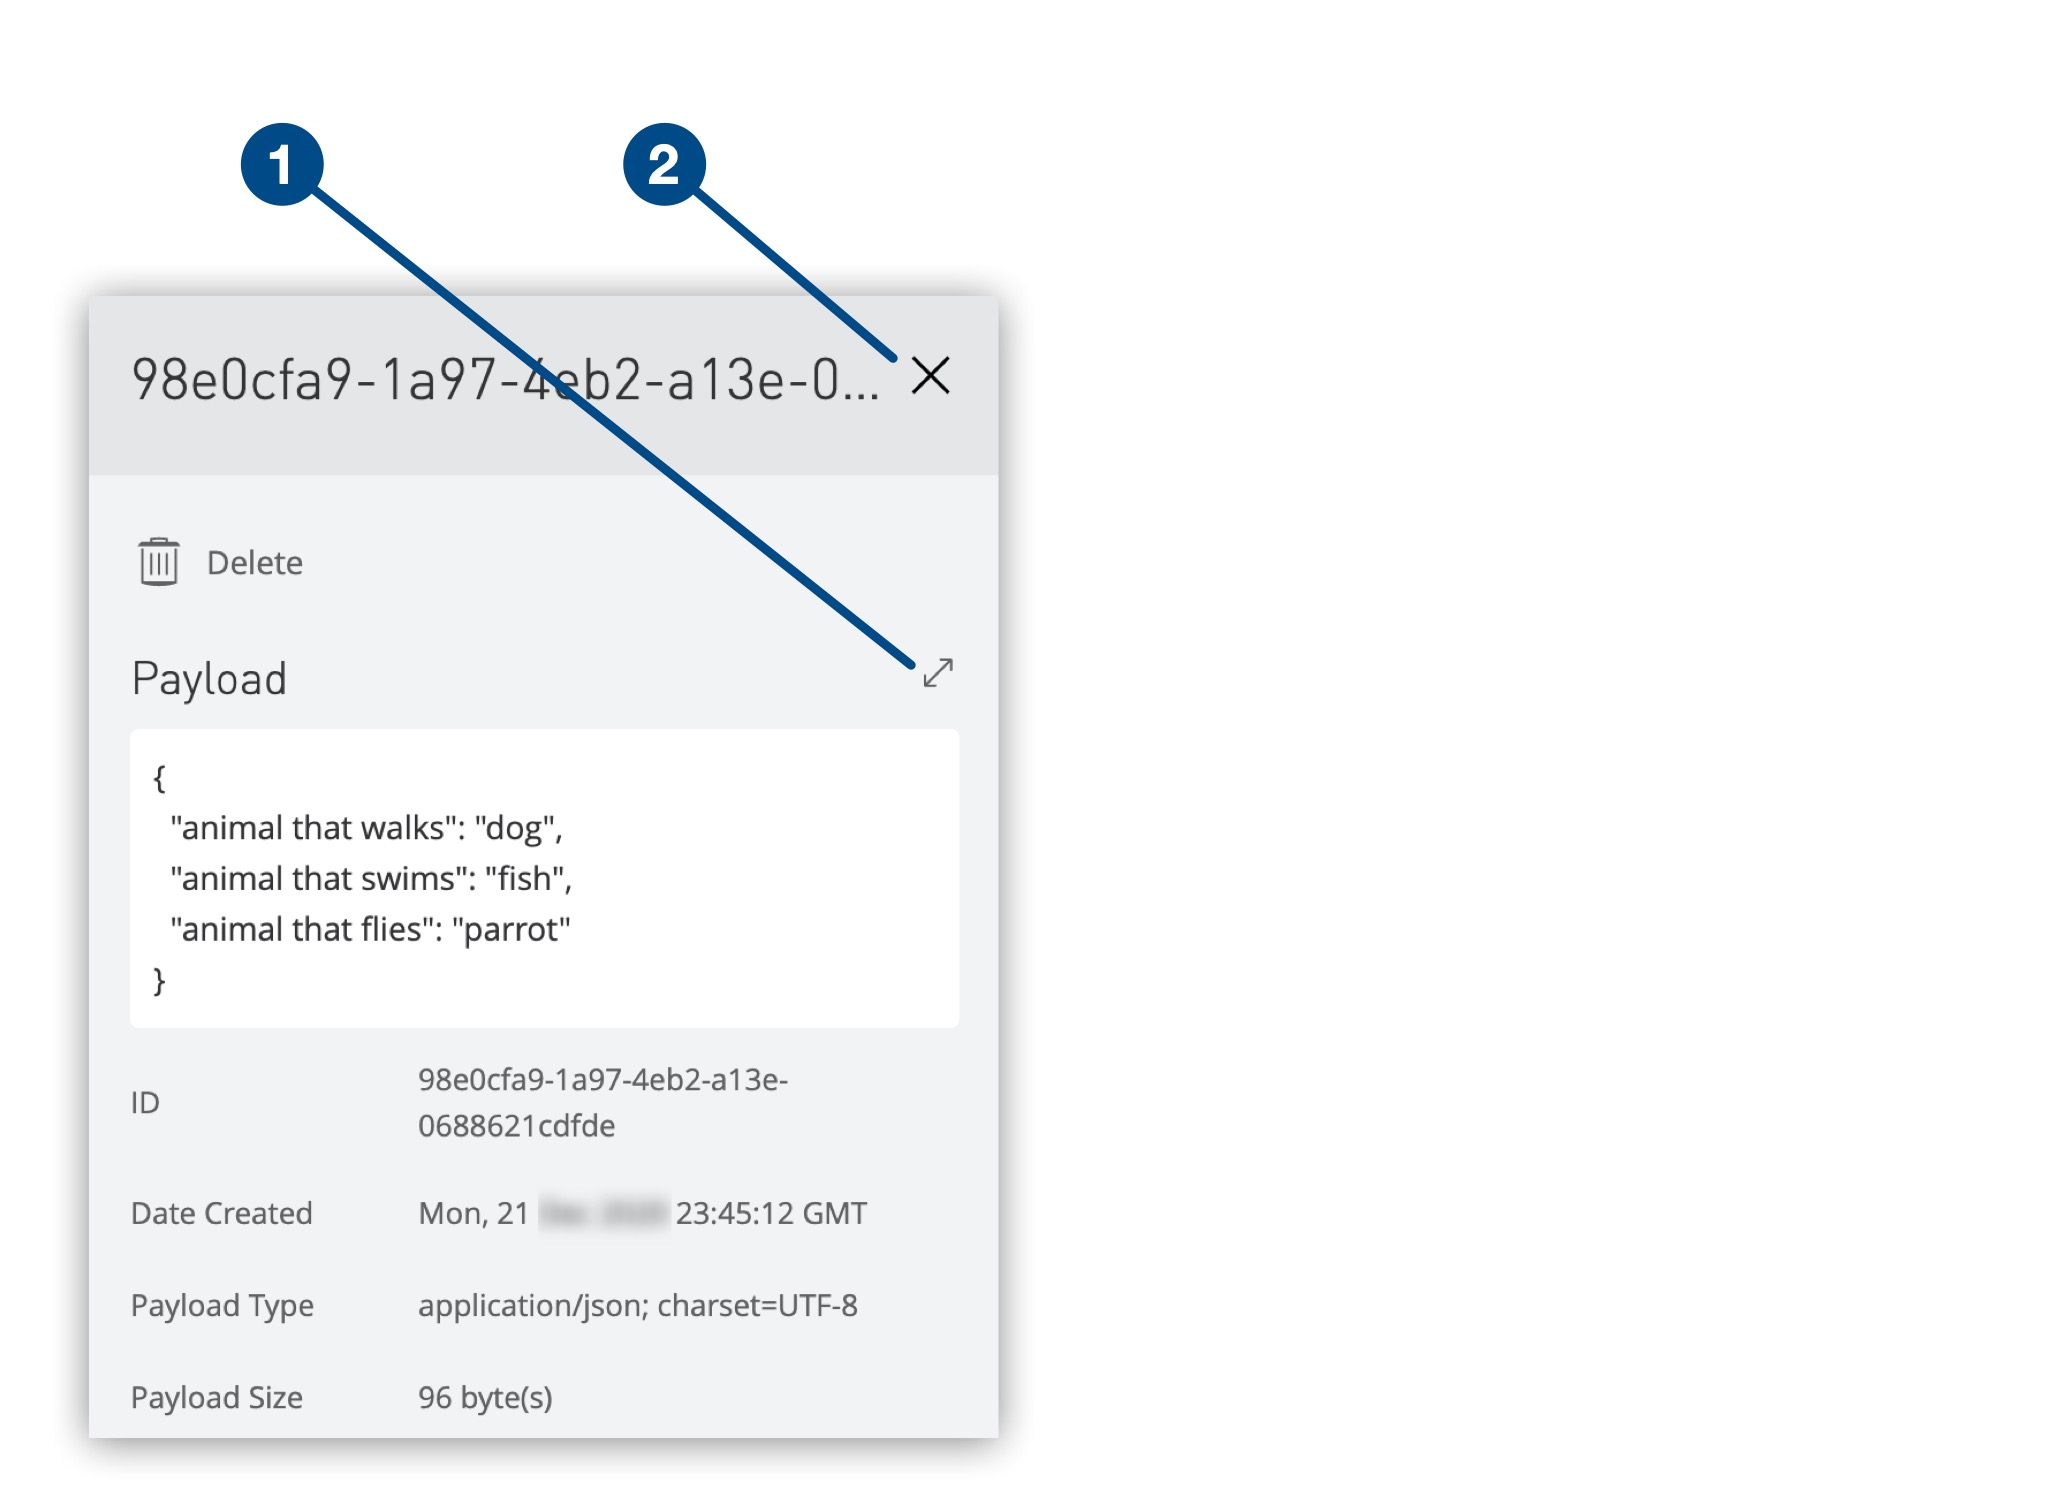 1
2
98e0cfa9-1a97-4eb2-a13e-0...
Delete
Payload
{
"animal that walks": "dog",
"animal that swims": "fish",
"animal that flies": "parrot"
}
ID
98e0cfa9-1a97-4eb2-a13e-
0688621cdfde
Date Created
Mon, 21 23:45:12 GMT
Payload Type
application/json; charset=UTF-8
Payload Size
96 byte(s)